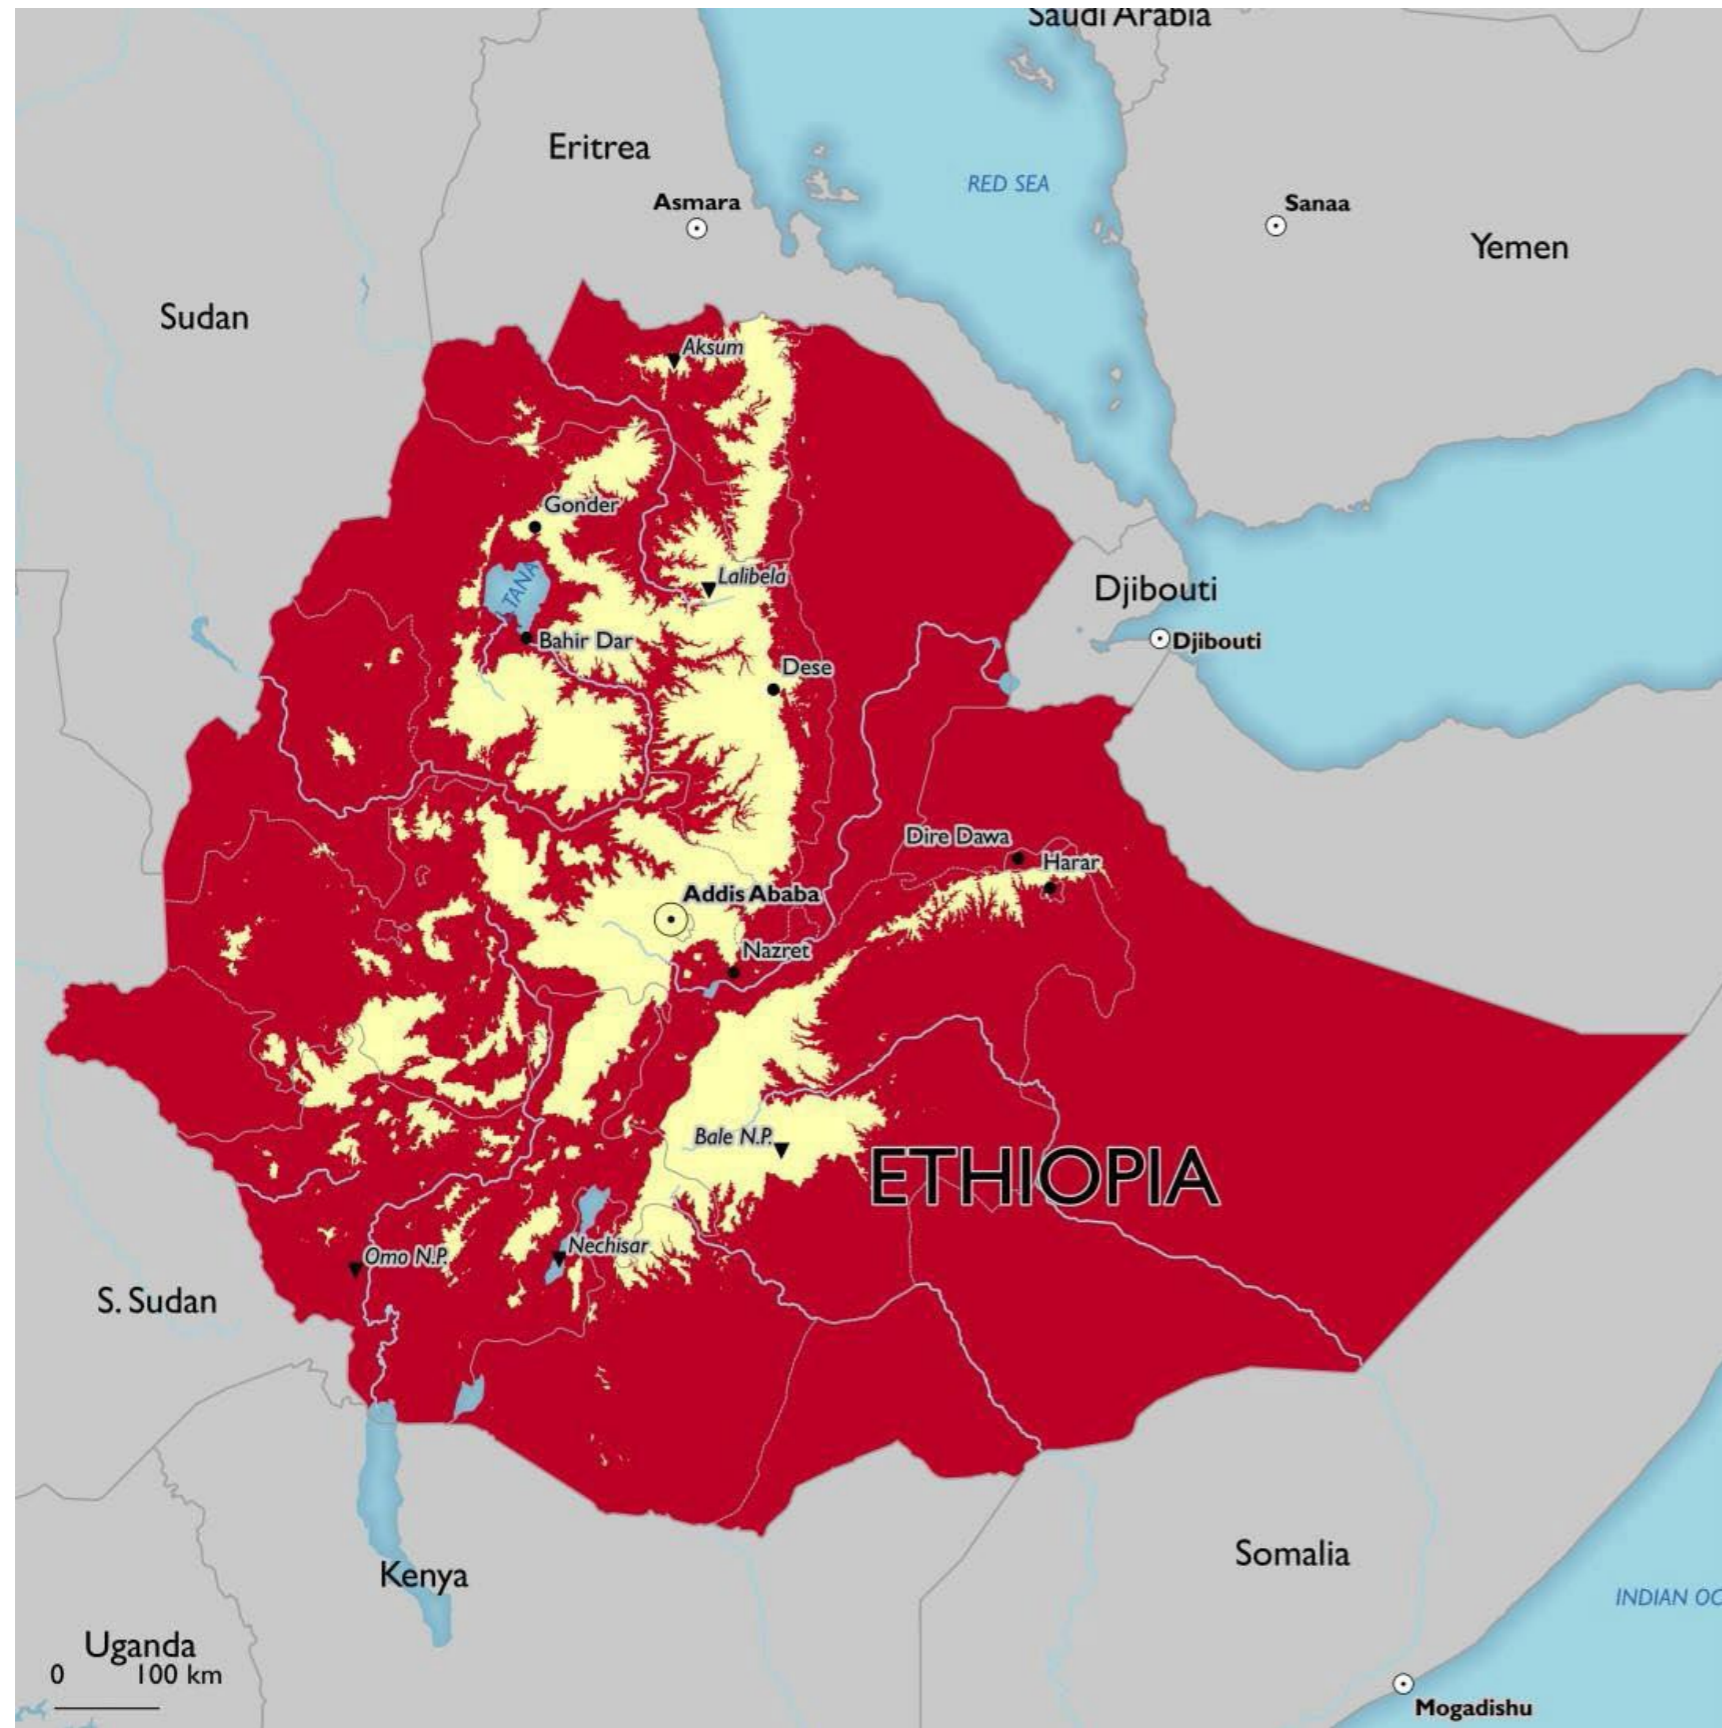 Saudi Arabia
Eritrea
Asmara
RED SEA
Sanaa
Yemen
Sudan
Aksum
Gonder
Lalibela
TANA
Djibouti
Bahir Dar
Djibouti
Dese
Dire Dawa
Harar
Addis Ababa
Nazret
Bale N.P.
ETHIOPIA
Nechisar
Omo N.P.
S. Sudan
Somalia
Kenya
INDIAN OC
Uganda
0 100 km
Mogadishu